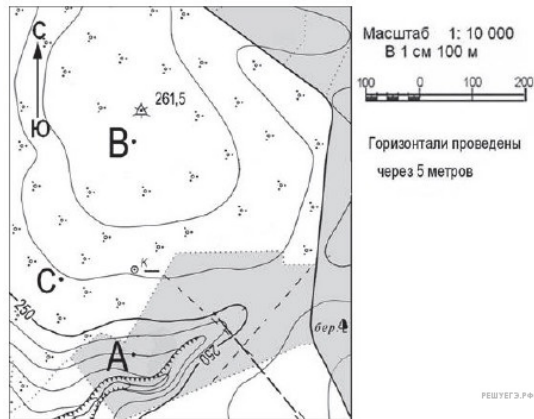 С
Ю
261,5
В
К
С
250
А
250
бер.
Масштаб 1: 10 000
В 1 см 100 м
100 0 100 200
Горизонтали проведены
через 5 метров
РЕШУЕГЭ.РФ